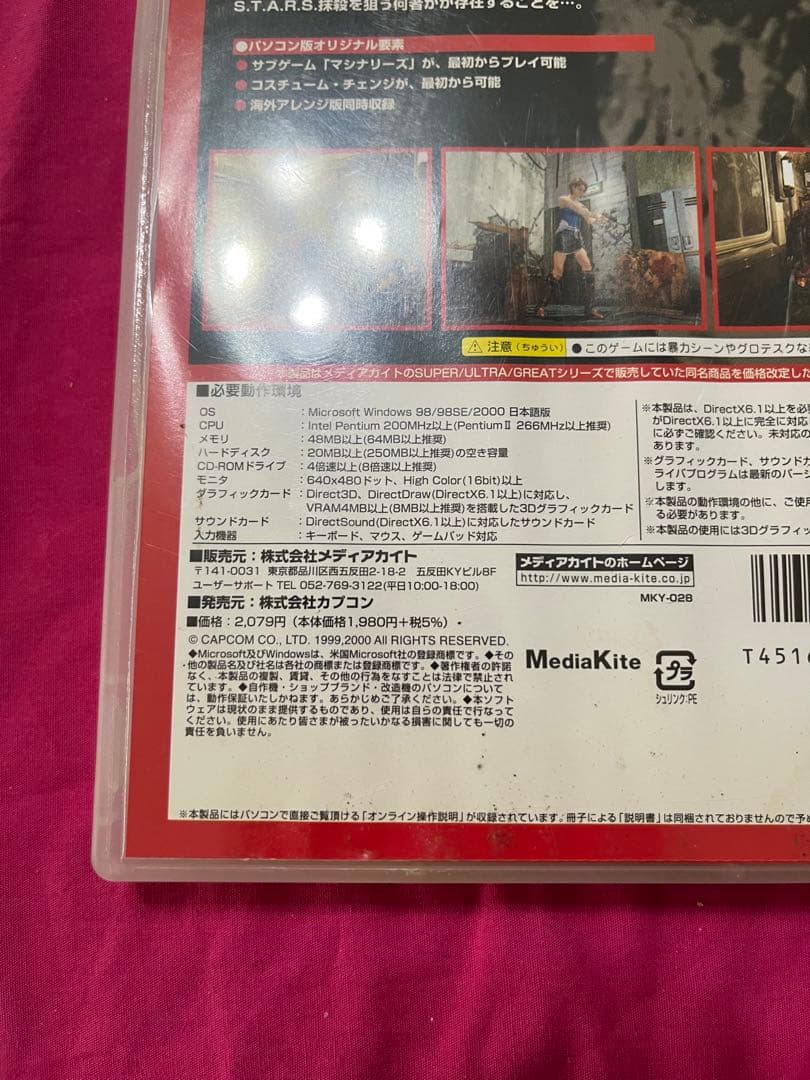 S.T.A.R.S.抹殺を狙う何者かが存在することを…。
●パソコン版オリジナル要素
● サブゲーム「マシナリーズ」が、最初からプレイ可能
● コスチューム・チェンジが、最初から可能
● 海外アレンジ版同時収録
⚠ 注意(ちゅうい) ●このゲームには暴力シーンやグロテスクな
本製品はメディアカイトのSUPER/ULTRA/GREATシリーズで販売していた同名商品を価格改定した
■必要動作環境
OS :Microsoft Windows 98/98SE/2000 日本語版
CPU :Intel Pentium 200MHz以上(PentiumⅡ 266MHz以上推奨)
メモリ :48MB以上(64MB以上推奨)
ハードディスク :20MB以上(250MB以上推奨)の空き容量
CD-ROMドライブ :4倍速以上(8倍速以上推奨)
モニタ :640x480ドット、High Color(16bit)以上
グラフィックカード :Direct3D、DirectDraw(DirectX6.1以上)に対応し、
VRAM4MB以上(8MB以上推奨)を搭載した3Dグラフィックカード
サウンドカード :DirectSound(DirectX6.1以上)に対応したサウンドカード
入力機器 :キーボード、マウス、ゲームパッド対応
※本製品は、DirectX6.1以上を必
がDirectX6.1以上に完全に対応
に必ずご確認ください。未対応の
あります。
※グラフィックカード、サウンドカ
ライバプログラムは最新のバージ
します。
※本製品の動作環境の他に、ご使用
る必要があります。
※本製品の使用には3Dグラフィッ
■販売元：株式会社メディアカイト
〒141-0031 東京都品川区西五反田2-18-2 五反田KYビル8F
ユーザーサポート TEL 052-769-3122(平日10:00-18:00)
■発売元：株式会社カプコン
■価格：2,079円（本体価格1,980円+税5%）
メディアカイトのホームページ
http://www.media-kite.co.jp
MKY-028
© CAPCOM CO., LTD. 1999,2000 All RIGHTS RESERVED.
◆Microsoft及びWindowsは、米国Microsoft社の登録商標です。◆その
他の製品名及び社名は各社の商標または登録商標です。◆著作権者の許諾
なく、本製品の複製、賃貸、その他の行為をなすことは法律で禁止され
ています。◆自作機・ショップブランド・改造機のパソコンについて
は、動作保証いたしかねます。あらかじめご了承ください。◆本ソフト
ウェアは現状のまま提供するものであり、使用は自らの責任で行なって
ください。使用にあたり皆さまが被ったいかなる損害に関しても一切の
責任を負いません。
MediaKite
プラ
シュリンク:PE
T4516
※本製品にはパソコンで直接ご覧頂ける「オンライン操作説明」が収録されています。冊子による「説明書」は同梱されておりませんので予め